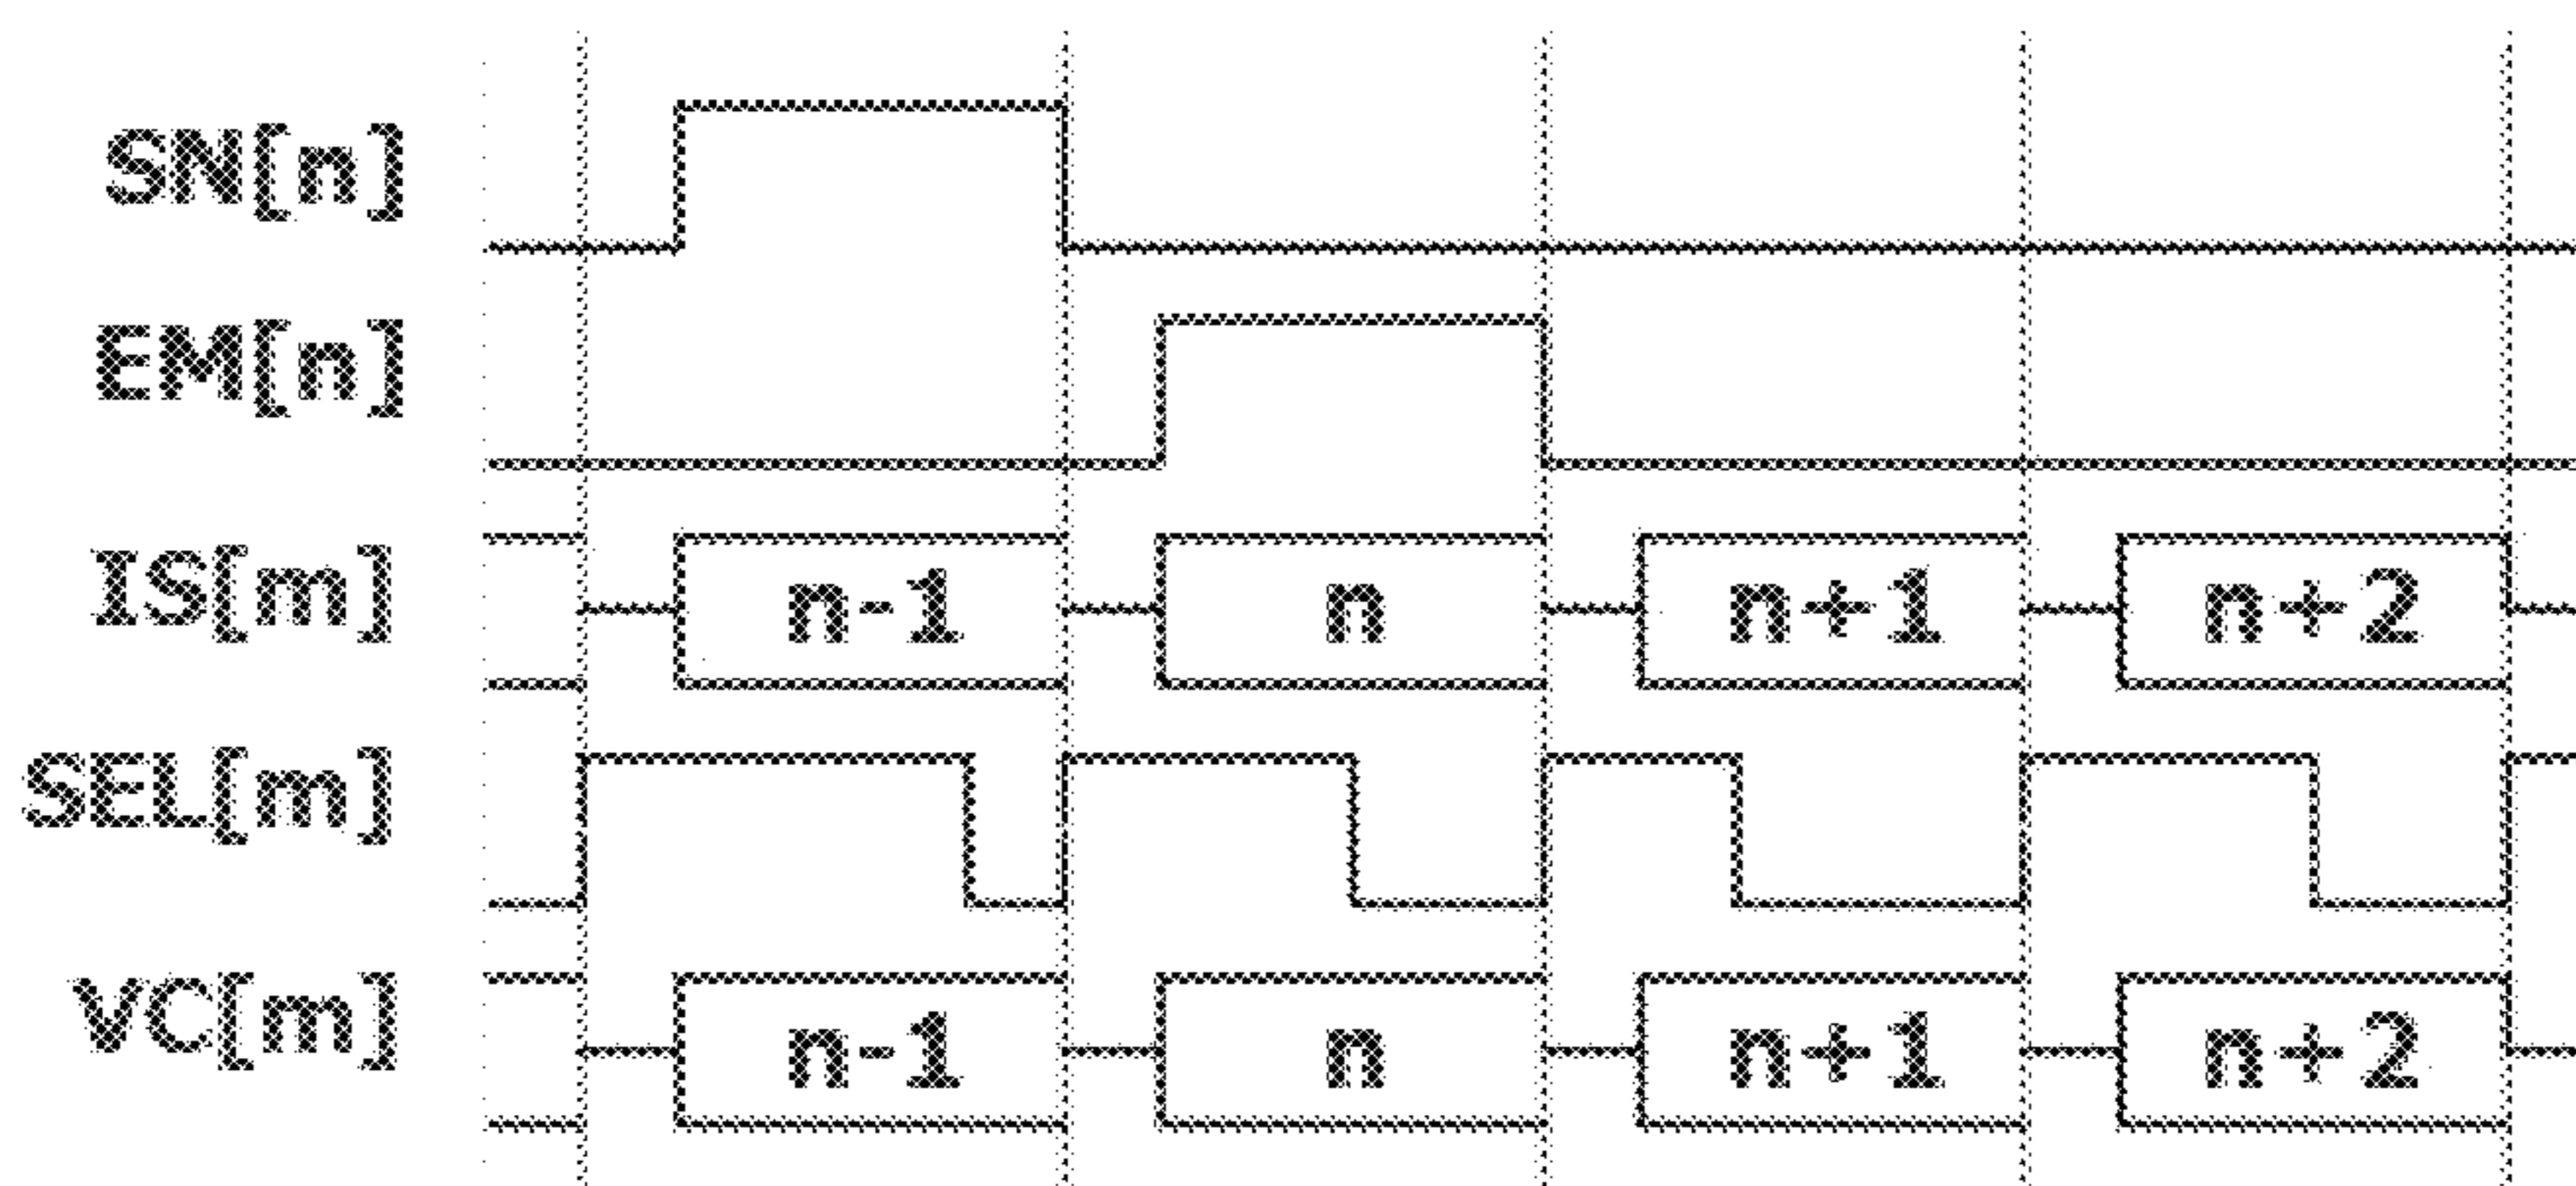 SN[n]
EM[n]
IS[m] n-1 n n+1 n+2
SEL[m]
VC[m] n-1 n n+1 n+2